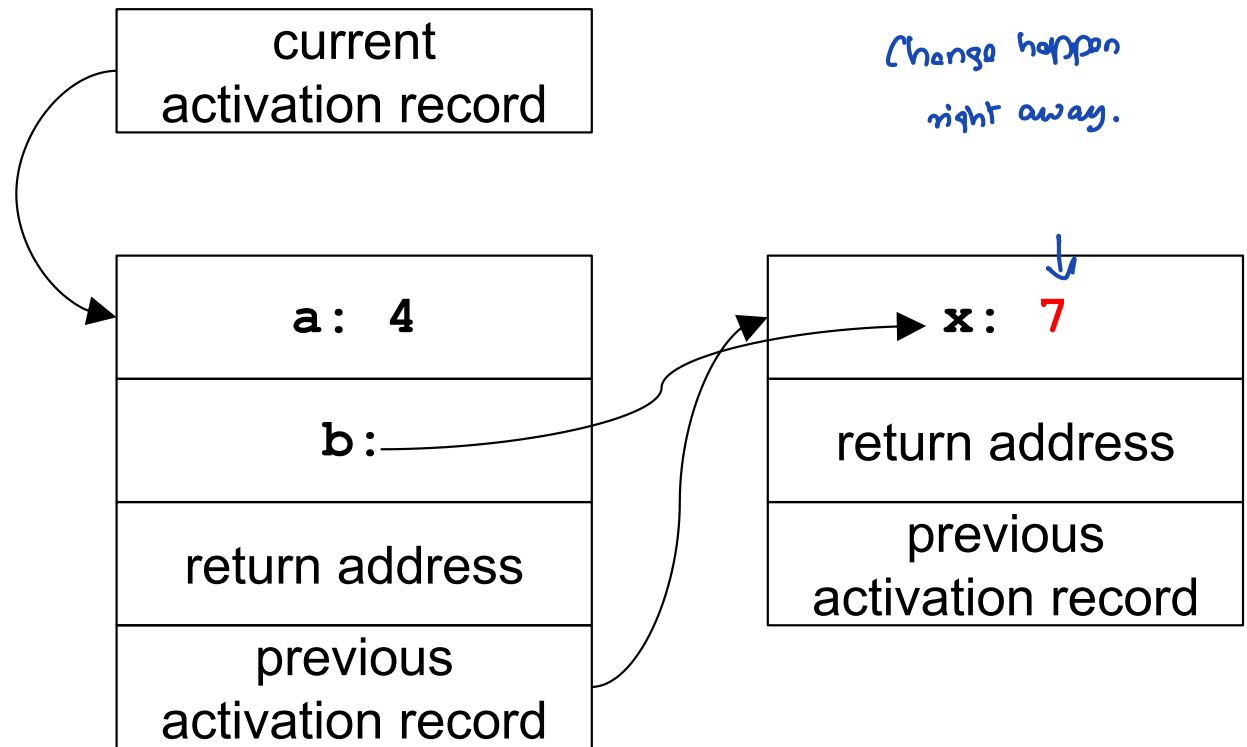 current
activation record
Change happen
right away.
a: 4
b:
return address
previous
activation record
x: 7
return address
previous
activation record